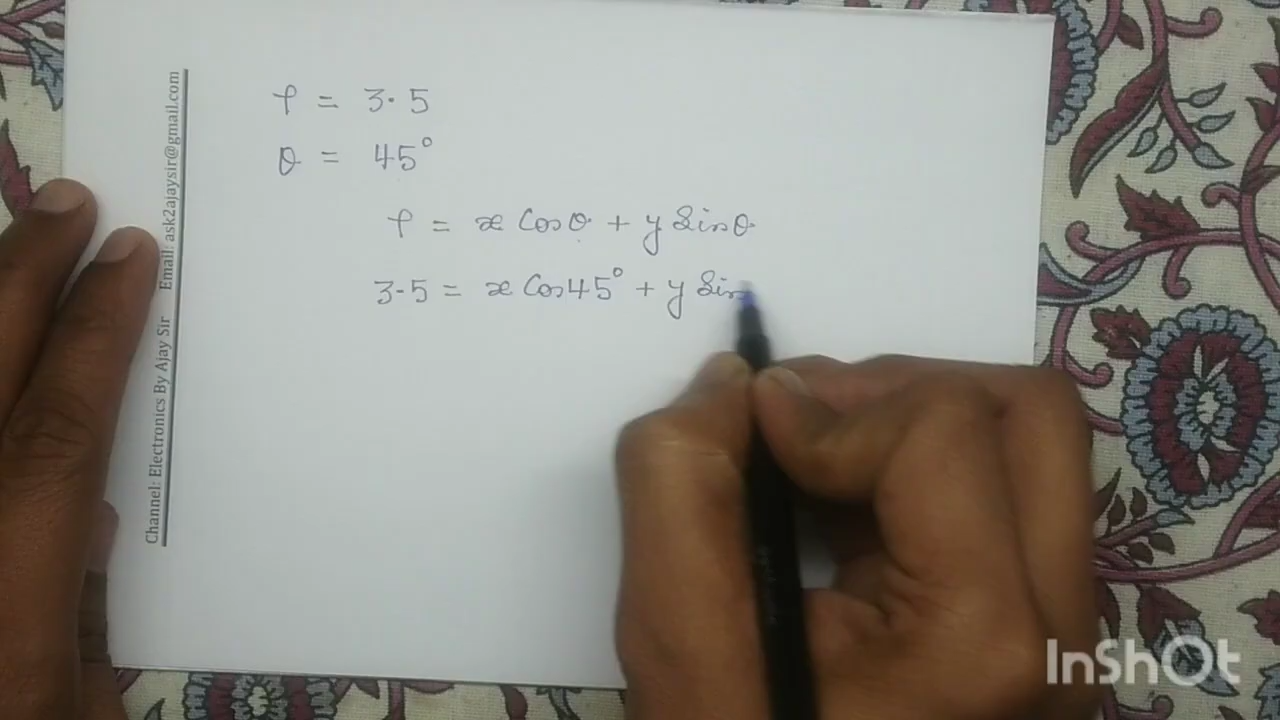 ρ = 3.5
θ = 45°
ρ = x Cosθ + y Sinθ
3.5 = x Cos45° + y Sin
Channel: Electronics By Ajay Sir Email: ask2ajaysir@gmail.com
InShOt